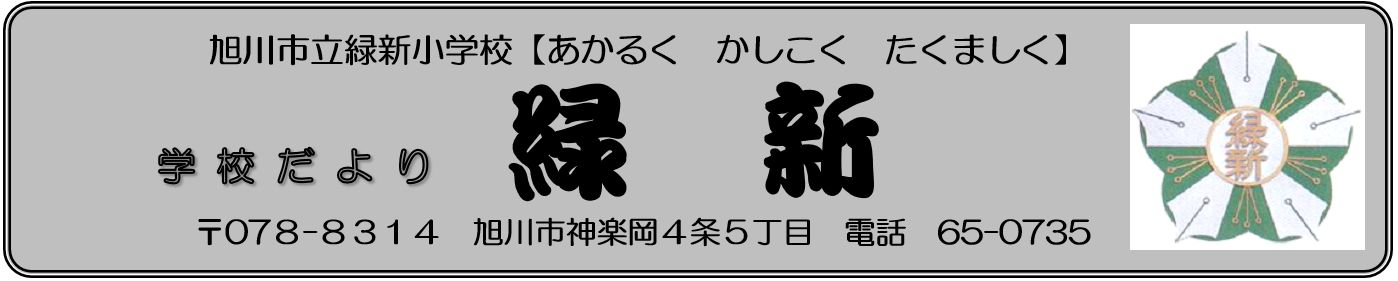 旭川市立緑新小学校【あかるく　かしこく　たくましく】
学校だより　緑　新
緑新
〒078-8314　旭川市神楽岡4条5丁目　電話　65-0735